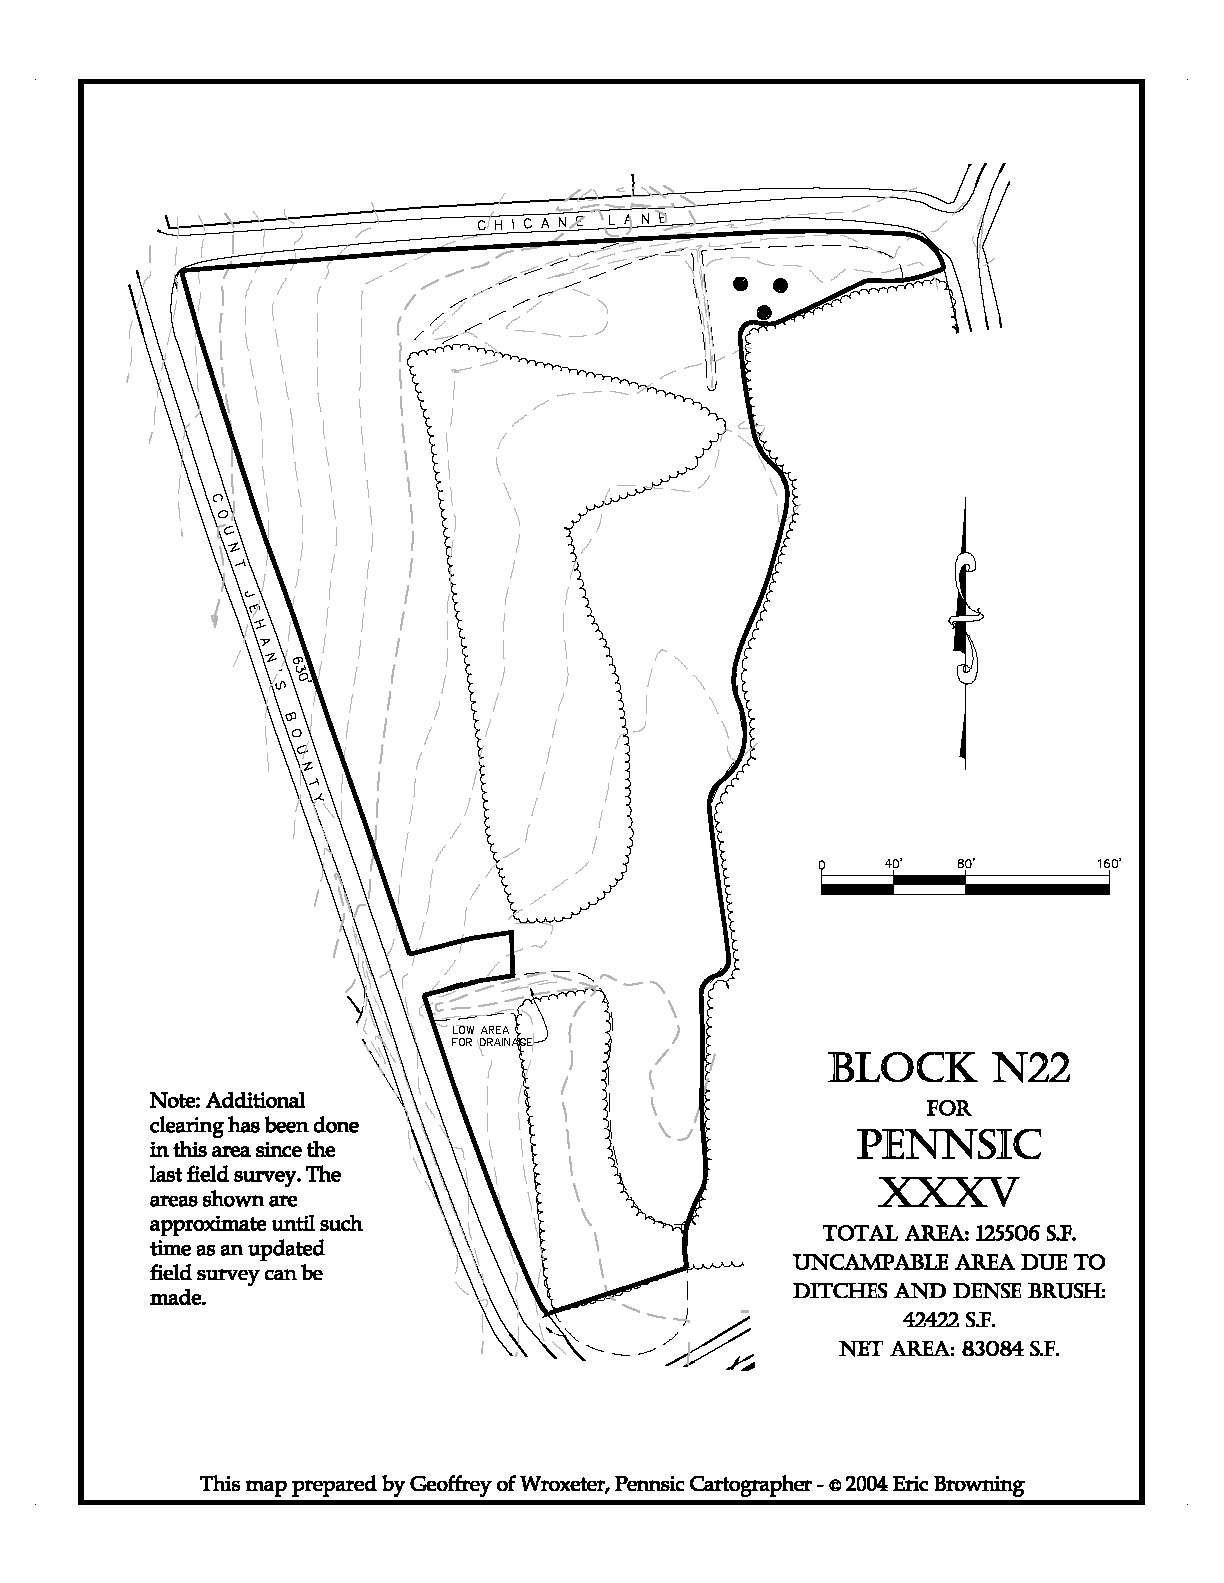 CHICANE LANE
COUNT JEHAN'S BOUNTY
630'
0 40' 80' 160'
LOW AREA
FOR DRAINAGE
BLOCK N22
FOR
PENNSIC
XXXV
TOTAL AREA: 125506 S.F.
UNCAMPABLE AREA DUE TO
DITCHES AND DENSE BRUSH:
42422 S.F.
NET AREA: 83084 S.F.
Note: Additional
clearing has been done
in this area since the
last field survey. The
areas shown are
approximate until such
time as an updated
field survey can be
made.
This map prepared by Geoffrey of Wroxeter, Pennsic Cartographer - © 2004 Eric Browning